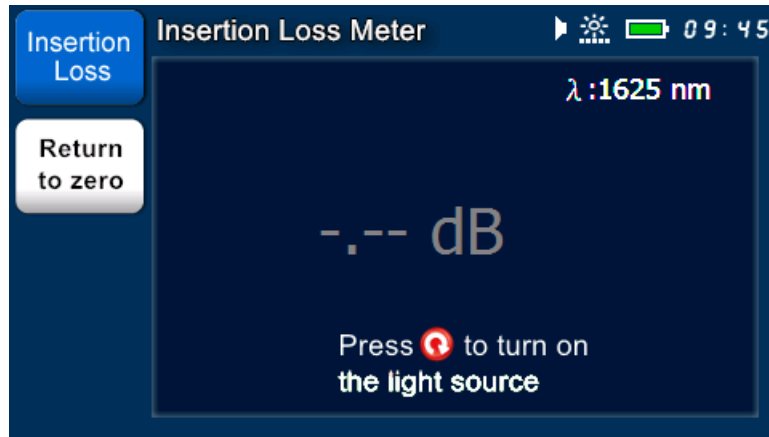 Insertion Loss Meter
09:45
Insertion
Loss
Return
to zero
λ:1625 nm
-.-- dB
Press to turn on
the light source